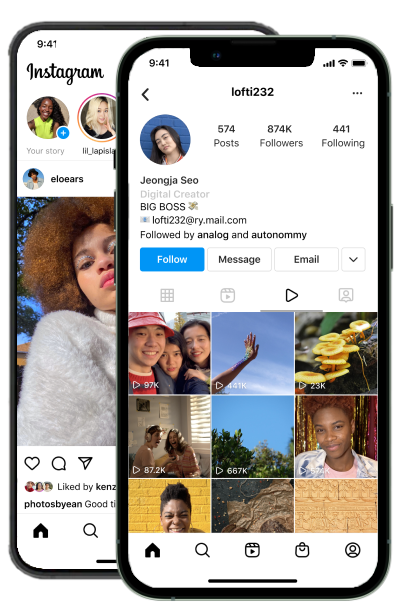 9:41
Instagram
Your story
lil_lapisla
eloears
Liked by kenz
photosbyean Good ti
9:41
lofti232
574
Posts
874K
Followers
441
Following
Jeongja Seo
Digital Creator
BIG BOSS
lofti232@ry.mail.com
Followed by analog and autonommy
Follow
Message
Email
97K
441K
23K
87.2K
667K